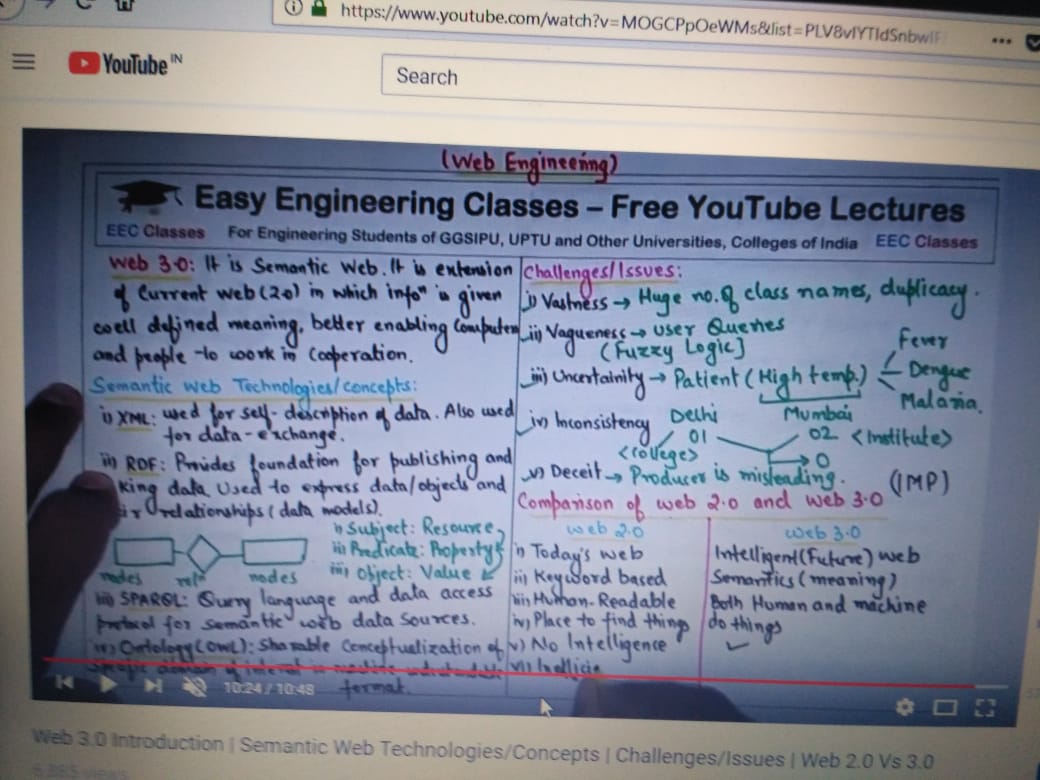 https://www.youtube.com/watch?v=MOGCPpOeWMs&list=PLV8vIYTIdSnbwIF
YouTube IN
Search
(Web Engineering)
Easy Engineering Classes – Free YouTube Lectures
EEC Classes For Engineering Students of GGSIPU, UPTU and Other Universities, Colleges of India EEC Classes
Web 3.0: It is Semantic Web. It is extension
of Current web (2.0) in which infoⁿ is given
well defined meaning, better enabling Computer
and people to work in Cooperation.
Semantic web Technologies/concepts:
i) XML: used for self-description of data. Also used
for data-exchange.
ii) RDF: Provides foundation for publishing and
king data. Used to express data/objects and
relationships (data models).
i) Subject: Resource
ii) Predicate: Property
iii) Object: Value
nodes relⁿ nodes
iii) SPARQL: Query language and data access
protocol for semantic web data sources.
iv) Ontology (OWL): Sharable Conceptualization of
format.
Challenges/Issues:
i) Vastness → Huge no. of class names, duplicacy.
ii) Vagueness → user Queries
(Fuzzy Logic]
iii) Uncertainity → Patient (High temp.)
Fever
Dengue
Malaria.
iv) Inconsistency
Delhi Mumbai
01 02 <Institute>
<College> 0
v) Deceit → Producer is misleading.
(IMP)
Comparison of web 2.0 and web 3.0
web 2.0
i) Today's web
ii) Keyword based
iii) Human-Readable
iv) Place to find things
v) No Intelligence
web 3.0
Intelligent (Future) web
Semantics (meaning)
Both Human and machine
do things
10:24 / 10:48
Web 3.0 Introduction | Semantic Web Technologies/Concepts | Challenges/Issues | Web 2.0 Vs 3.0